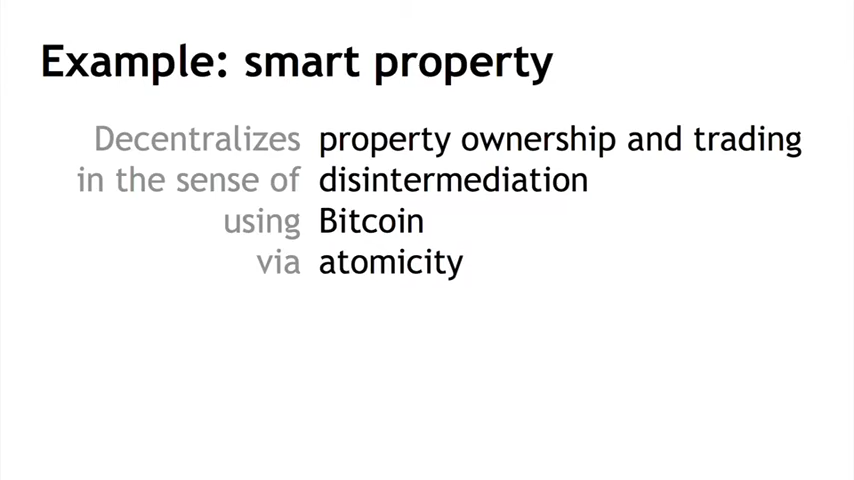 Example: smart property
Decentralizes property ownership and trading
in the sense of disintermediation
using Bitcoin
via atomicity